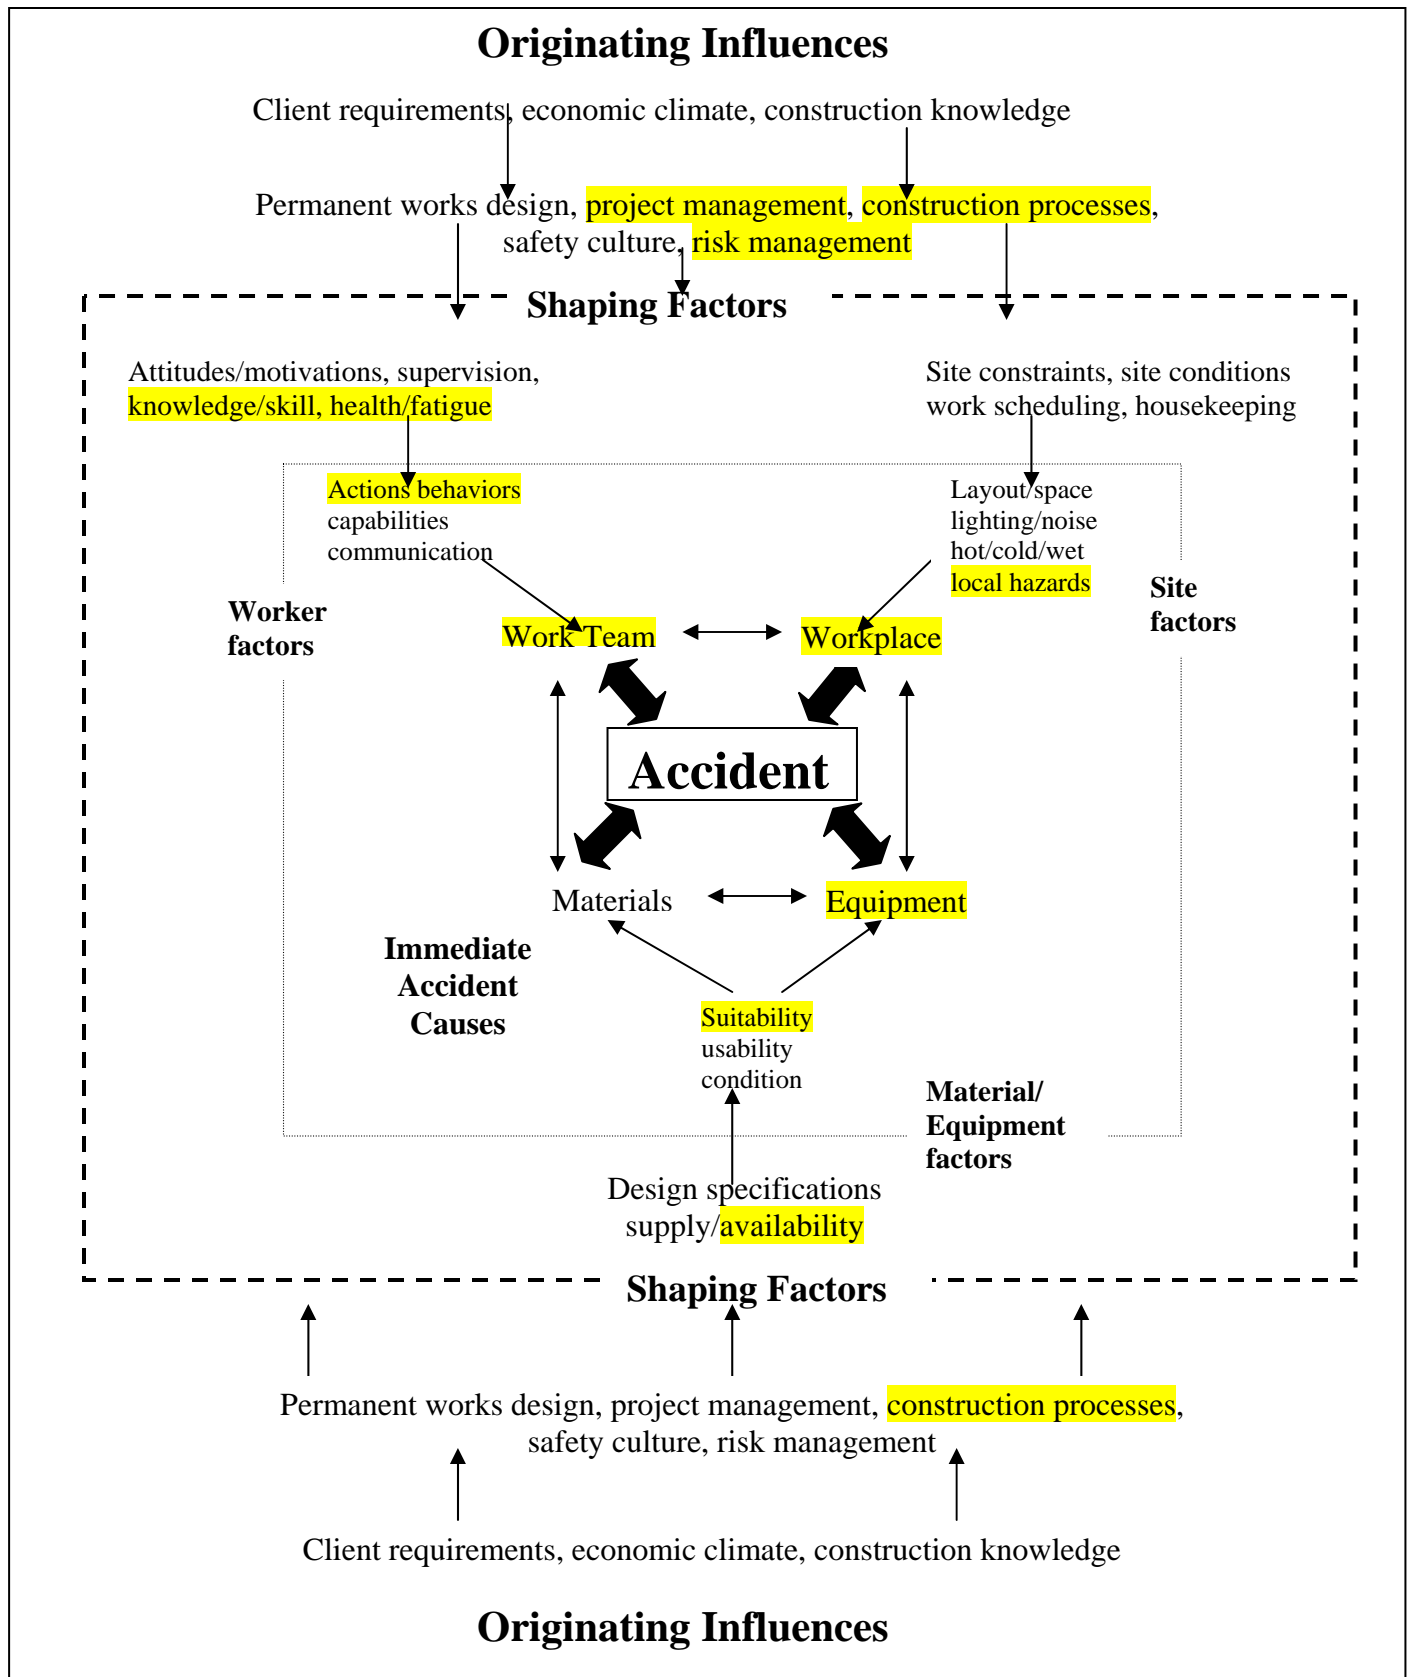 Originating Influences
Client requirements, economic climate, construction knowledge
Permanent works design, project management, construction processes,
safety culture, risk management
Shaping Factors
Attitudes/motivations, supervision,
knowledge/skill, health/fatigue
Site constraints, site conditions
work scheduling, housekeeping
Actions behaviors
capabilities
communication
Layout/space
lighting/noise
hot/cold/wet
local hazards
Worker
factors
Site
factors
Work Team
Workplace
Accident
Materials
Equipment
Immediate
Accident
Causes
Suitability
usability
condition
Material/
Equipment
factors
Design specifications
supply/availability
Shaping Factors
Permanent works design, project management, construction processes,
safety culture, risk management
Client requirements, economic climate, construction knowledge
Originating Influences